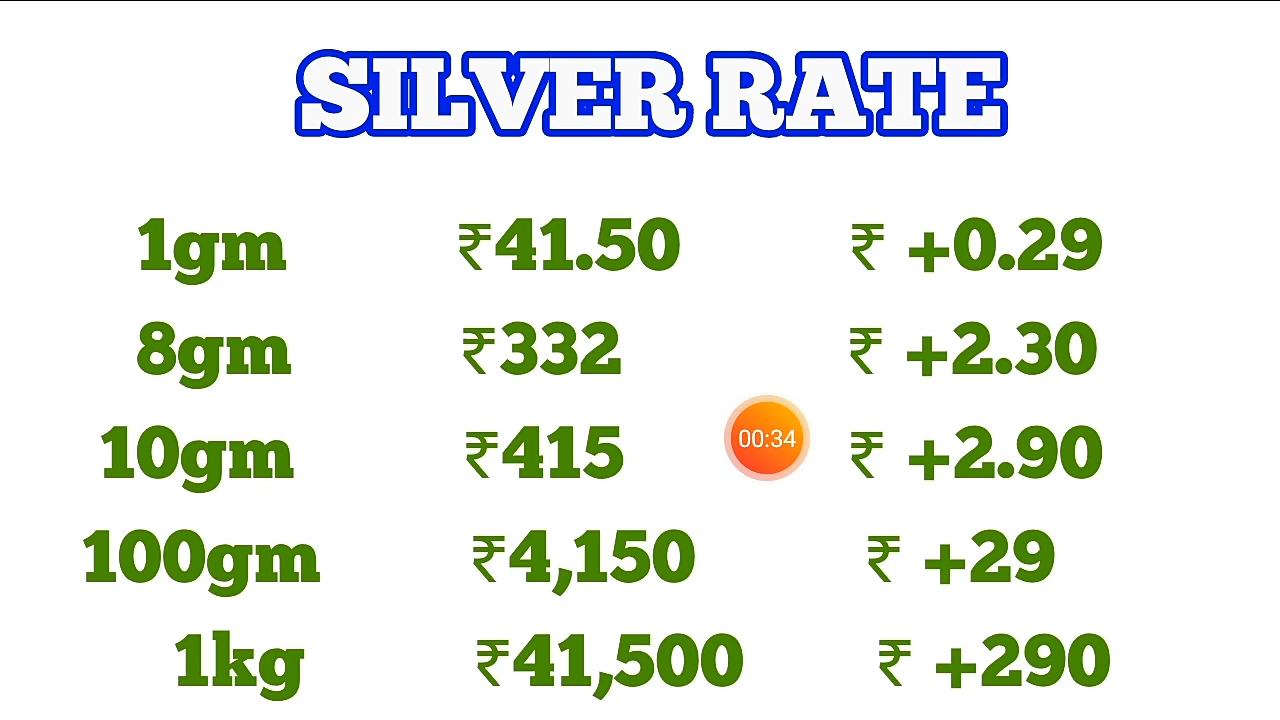 SILVER RATE
1gm ₹41.50 ₹ +0.29
8gm ₹332 ₹ +2.30
00:34
10gm ₹415 ₹ +2.90
100gm ₹4,150 ₹ +29
1kg ₹41,500 ₹ +290